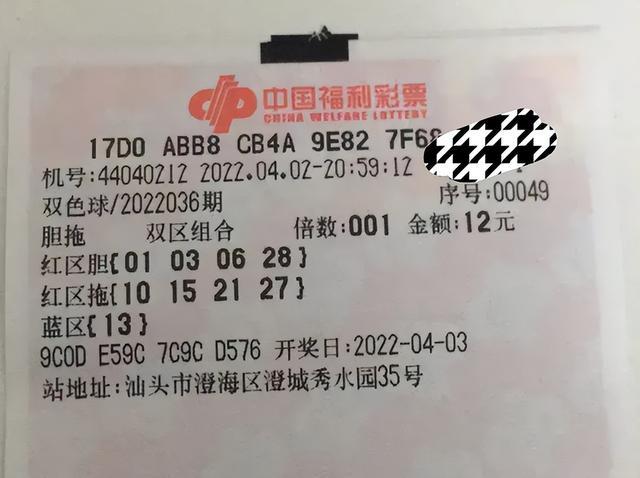 中国福利彩票
CHINA WELFARE LOTTERY
17D0 ABB8 CB4A 9E82 7F68
机号:44040212 2022.04.02-20:59:12
双色球/2022036期 序号:00049
胆拖 双区组合 倍数:001 金额:12元
红区胆{01 03 06 28}
红区拖{10 15 21 27}
蓝区{13}
9C0D E59C 7C9C D576 开奖日:2022-04-03
站地址:汕头市澄海区澄城秀水园35号